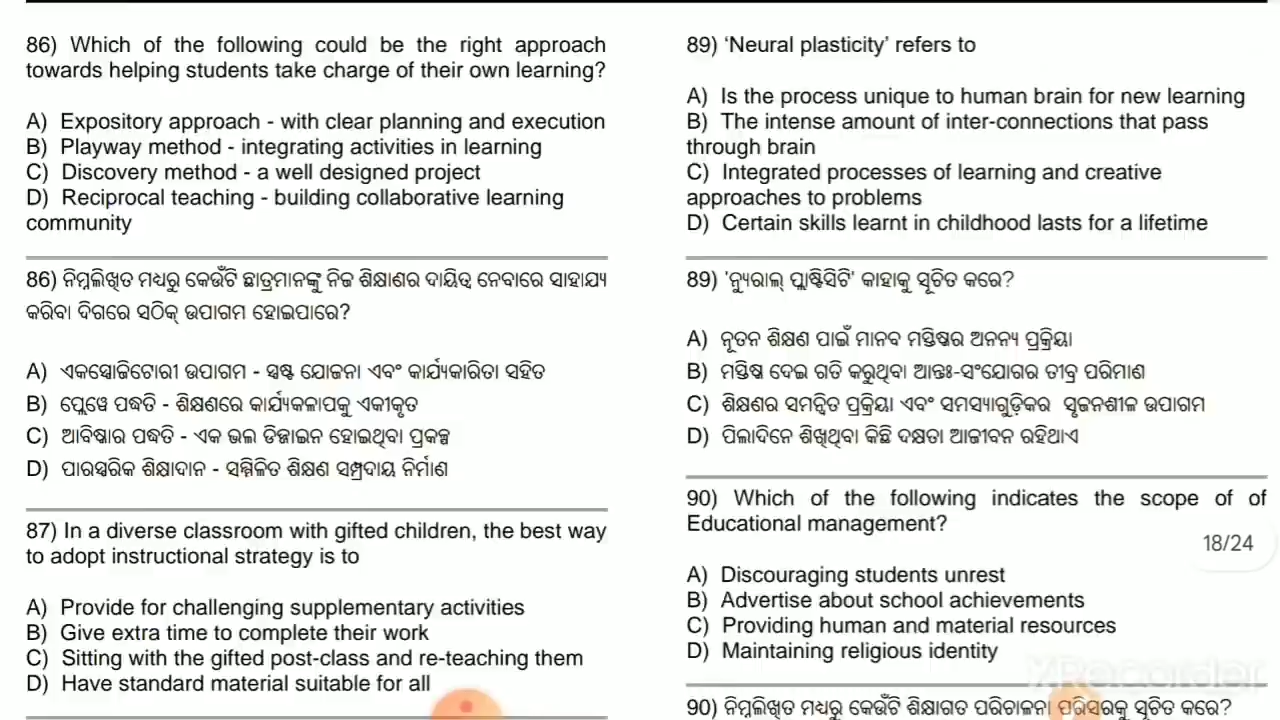 86) Which of the following could be the right approach
towards helping students take charge of their own learning?
A) Expository approach - with clear planning and execution
B) Playway method - integrating activities in learning
C) Discovery method - a well designed project
D) Reciprocal teaching - building collaborative learning
community
86) ନିମ୍ନଲିଖିତ ମଧ୍ୟରୁ କେଉଁଟି ଛାତ୍ରମାନଙ୍କୁ ନିଜ ଶିକ୍ଷାଣର ଦାୟିତ୍ୱ ନେବାରେ ସାହାଯ୍ୟ
କରିବା ଦିଗରେ ସଠିକ୍ ଉପାଗମ ହୋଇପାରେ?
A) ଏକସ୍ପୋଜିଟୋରୀ ଉପାଗମ - ସ୍ପଷ୍ଟ ଯୋଜନା ଏବଂ କାର୍ଯ୍ୟକାରିତା ସହିତ
B) ପ୍ଲେୱେ ପଦ୍ଧତି - ଶିକ୍ଷଣରେ କାର୍ଯ୍ୟକଳାପକୁ ଏକୀକୃତ
C) ଆବିଷ୍କାର ପଦ୍ଧତି - ଏକ ଭଲ ଡିଜ୍ଜାଇନ ହୋଇଥିବା ପ୍ରକଳ୍ପ
D) ପାରସ୍ପରିକ ଶିକ୍ଷାଦାନ - ସମ୍ମିଳିତ ଶିକ୍ଷଣ ସମ୍ପ୍ରଦାୟ ନିର୍ମାଣ
87) In a diverse classroom with gifted children, the best way
to adopt instructional strategy is to
A) Provide for challenging supplementary activities
B) Give extra time to complete their work
C) Sitting with the gifted post-class and re-teaching them
D) Have standard material suitable for all
89) ‘Neural plasticity’ refers to
A) Is the process unique to human brain for new learning
B) The intense amount of inter-connections that pass
through brain
C) Integrated processes of learning and creative
approaches to problems
D) Certain skills learnt in childhood lasts for a lifetime
89) 'ନ୍ୟୁରାଲ୍ ପ୍ଲାଷ୍ଟିସିଟି' କାହାକୁ ସୂଚିତ କରେ?
A) ନୂତନ ଶିକ୍ଷଣ ପାଇଁ ମାନବ ମସ୍ତିଷ୍କର ଅନନ୍ୟ ପ୍ରକ୍ରିୟା
B) ମସ୍ତିଷ୍କ ଦେଇ ଗତି କରୁଥିବା ଆନ୍ତଃ-ସଂଯୋଗର ତୀବ୍ର ପରିମାଣ
C) ଶିକ୍ଷଣର ସମନ୍ୱିତ ପ୍ରକ୍ରିୟା ଏବଂ ସମସ୍ୟାଗୁଡ଼ିକର ସୃଜନଶୀଳ ଉପାଗମ
D) ପିଲାଦିନେ ଶିଖିଥିବା କିଛି ଦକ୍ଷତା ଆଜୀବନ ରହିଥାଏ
90) Which of the following indicates the scope of of
Educational management?
18/24
A) Discouraging students unrest
B) Advertise about school achievements
C) Providing human and material resources
D) Maintaining religious identity
XRecorder
90) ନିମ୍ନଲିଖିତ ମଧ୍ୟରୁ କେଉଁଟି ଶିକ୍ଷାଗତ ପରିଚାଳନା ପରିସରକୁ ସୂଚିତ କରେ?